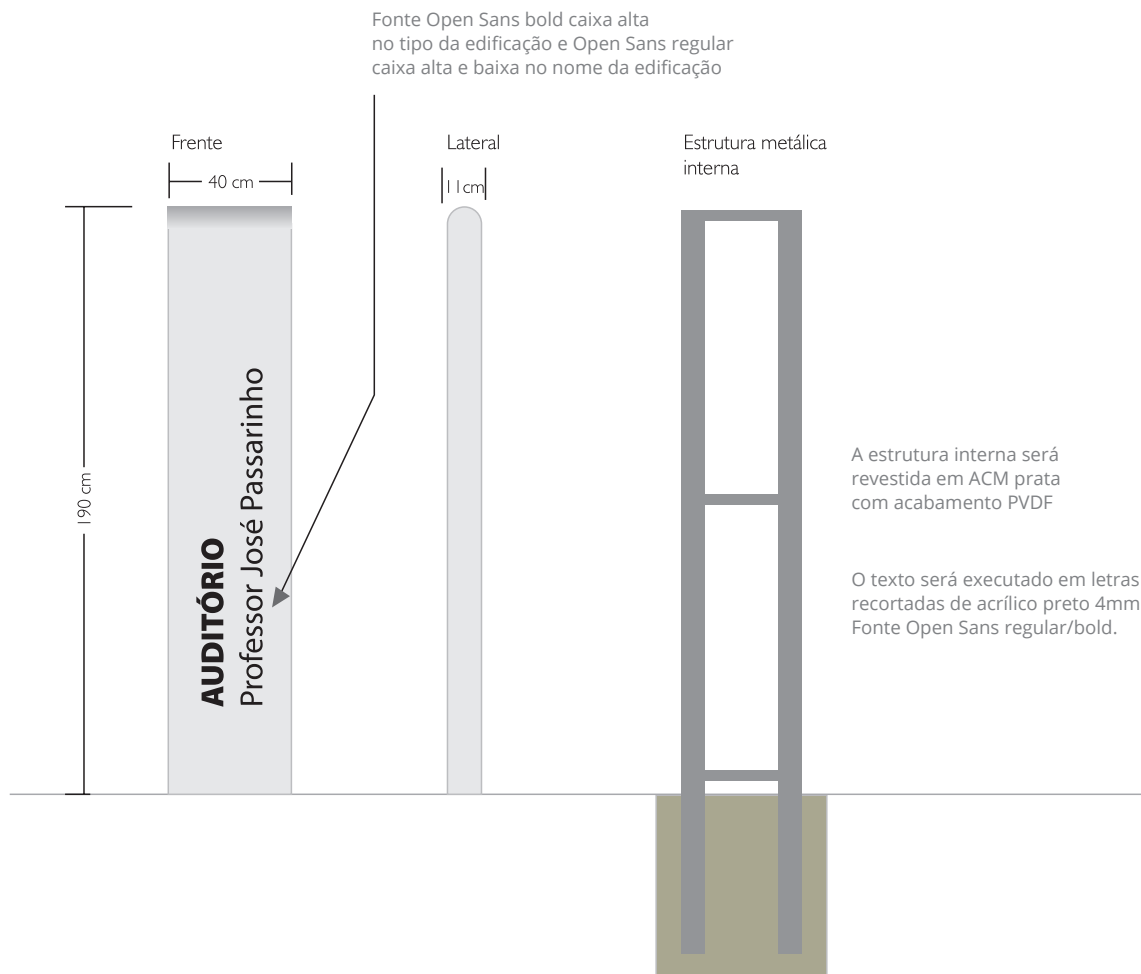 Fonte Open Sans bold caixa alta
no tipo da edificação e Open Sans regular
caixa alta e baixa no nome da edificação
Frente
Lateral
Estrutura metálica
interna
40 cm
11cm
190 cm
AUDITÓRIO
Professor José Passarinho
A estrutura interna será
revestida em ACM prata
com acabamento PVDF
O texto será executado em letras
recortadas de acrílico preto 4mm
Fonte Open Sans regular/bold.